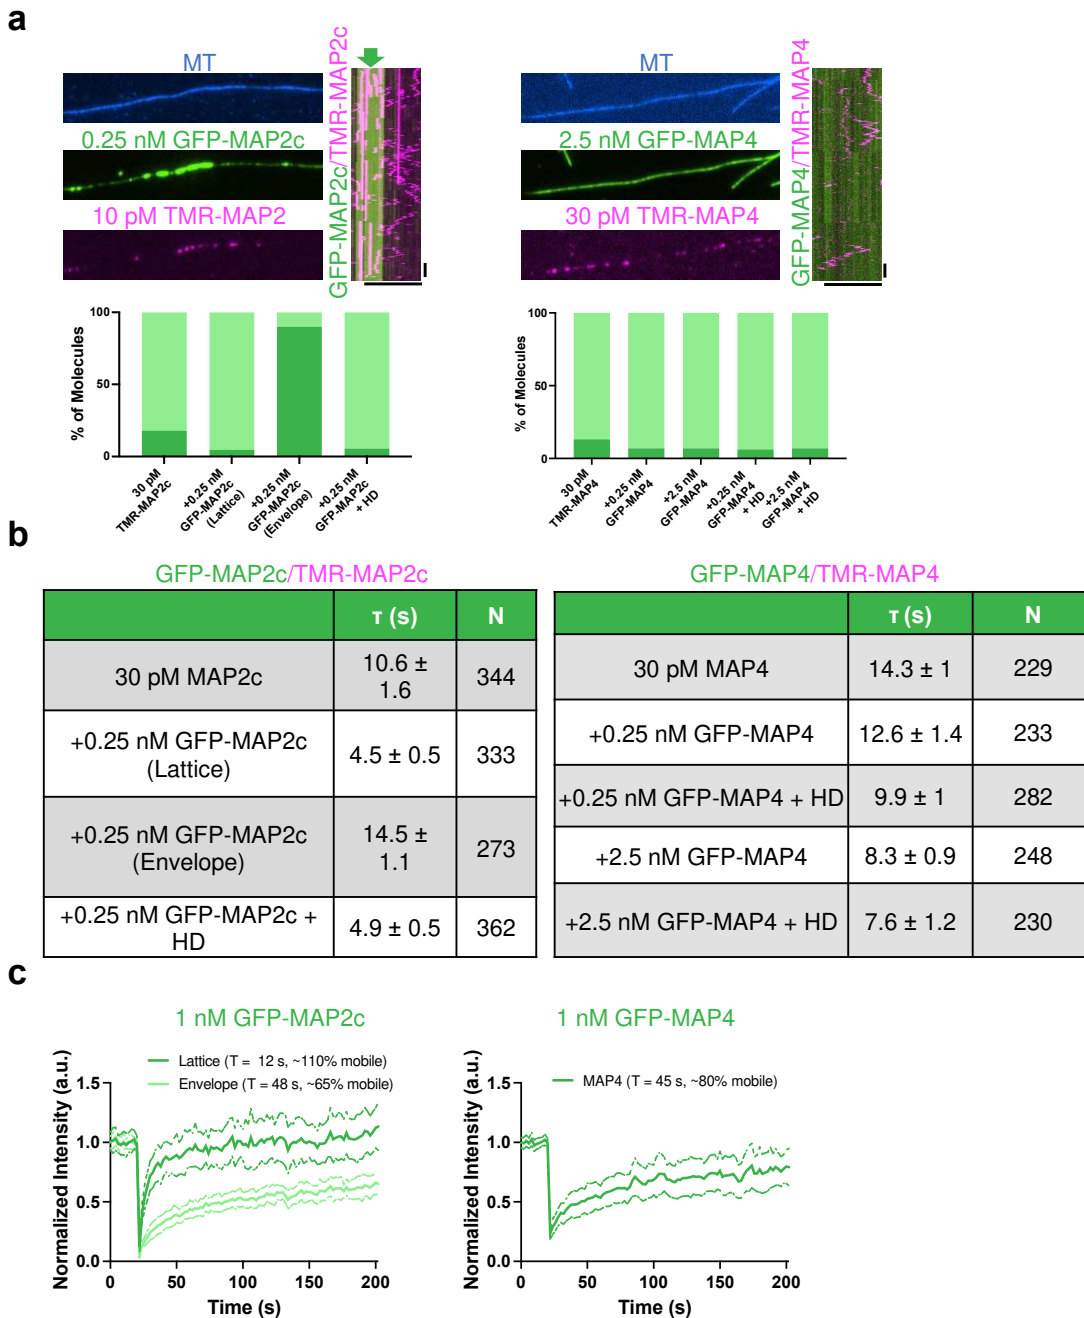 a
MT
0.25 nM GFP-MAP2c
10 pM TMR-MAP2
GFP-MAP2c/TMR-MAP2c
MT
2.5 nM GFP-MAP4
30 pM TMR-MAP4
GFP-MAP4/TMR-MAP4
% of Molecules
100
50
0
30 pM
TMR-MAP2c
+0.25 nM
GFP-MAP2c
(Lattice)
+0.25 nM
GFP-MAP2c
(Envelope)
+0.25 nM
GFP-MAP2c
+ HD
% of Molecules
100
50
0
30 pM
TMR-MAP4
+0.25 nM
GFP-MAP4
+2.5 nM
GFP-MAP4
+0.25 nM
GFP-MAP4
+ HD
+2.5 nM
GFP-MAP4
+ HD
b
GFP-MAP2c/TMR-MAP2c
τ (s) N
30 pM MAP2c 10.6 ± 1.6 344
+0.25 nM GFP-MAP2c (Lattice) 4.5 ± 0.5 333
+0.25 nM GFP-MAP2c (Envelope) 14.5 ± 1.1 273
+0.25 nM GFP-MAP2c + HD 4.9 ± 0.5 362
GFP-MAP4/TMR-MAP4
τ (s) N
30 pM MAP4 14.3 ± 1 229
+0.25 nM GFP-MAP4 12.6 ± 1.4 233
+0.25 nM GFP-MAP4 + HD 9.9 ± 1 282
+2.5 nM GFP-MAP4 8.3 ± 0.9 248
+2.5 nM GFP-MAP4 + HD 7.6 ± 1.2 230
c
1 nM GFP-MAP2c
Lattice (T = 12 s, ~110% mobile)
Envelope (T = 48 s, ~65% mobile)
Normalized Intensity (a.u.)
1.5
1.0
0.5
0.0
0 50 100 150 200
Time (s)
1 nM GFP-MAP4
MAP4 (T = 45 s, ~80% mobile)
Normalized Intensity (a.u.)
1.5
1.0
0.5
0.0
0 50 100 150 200
Time (s)